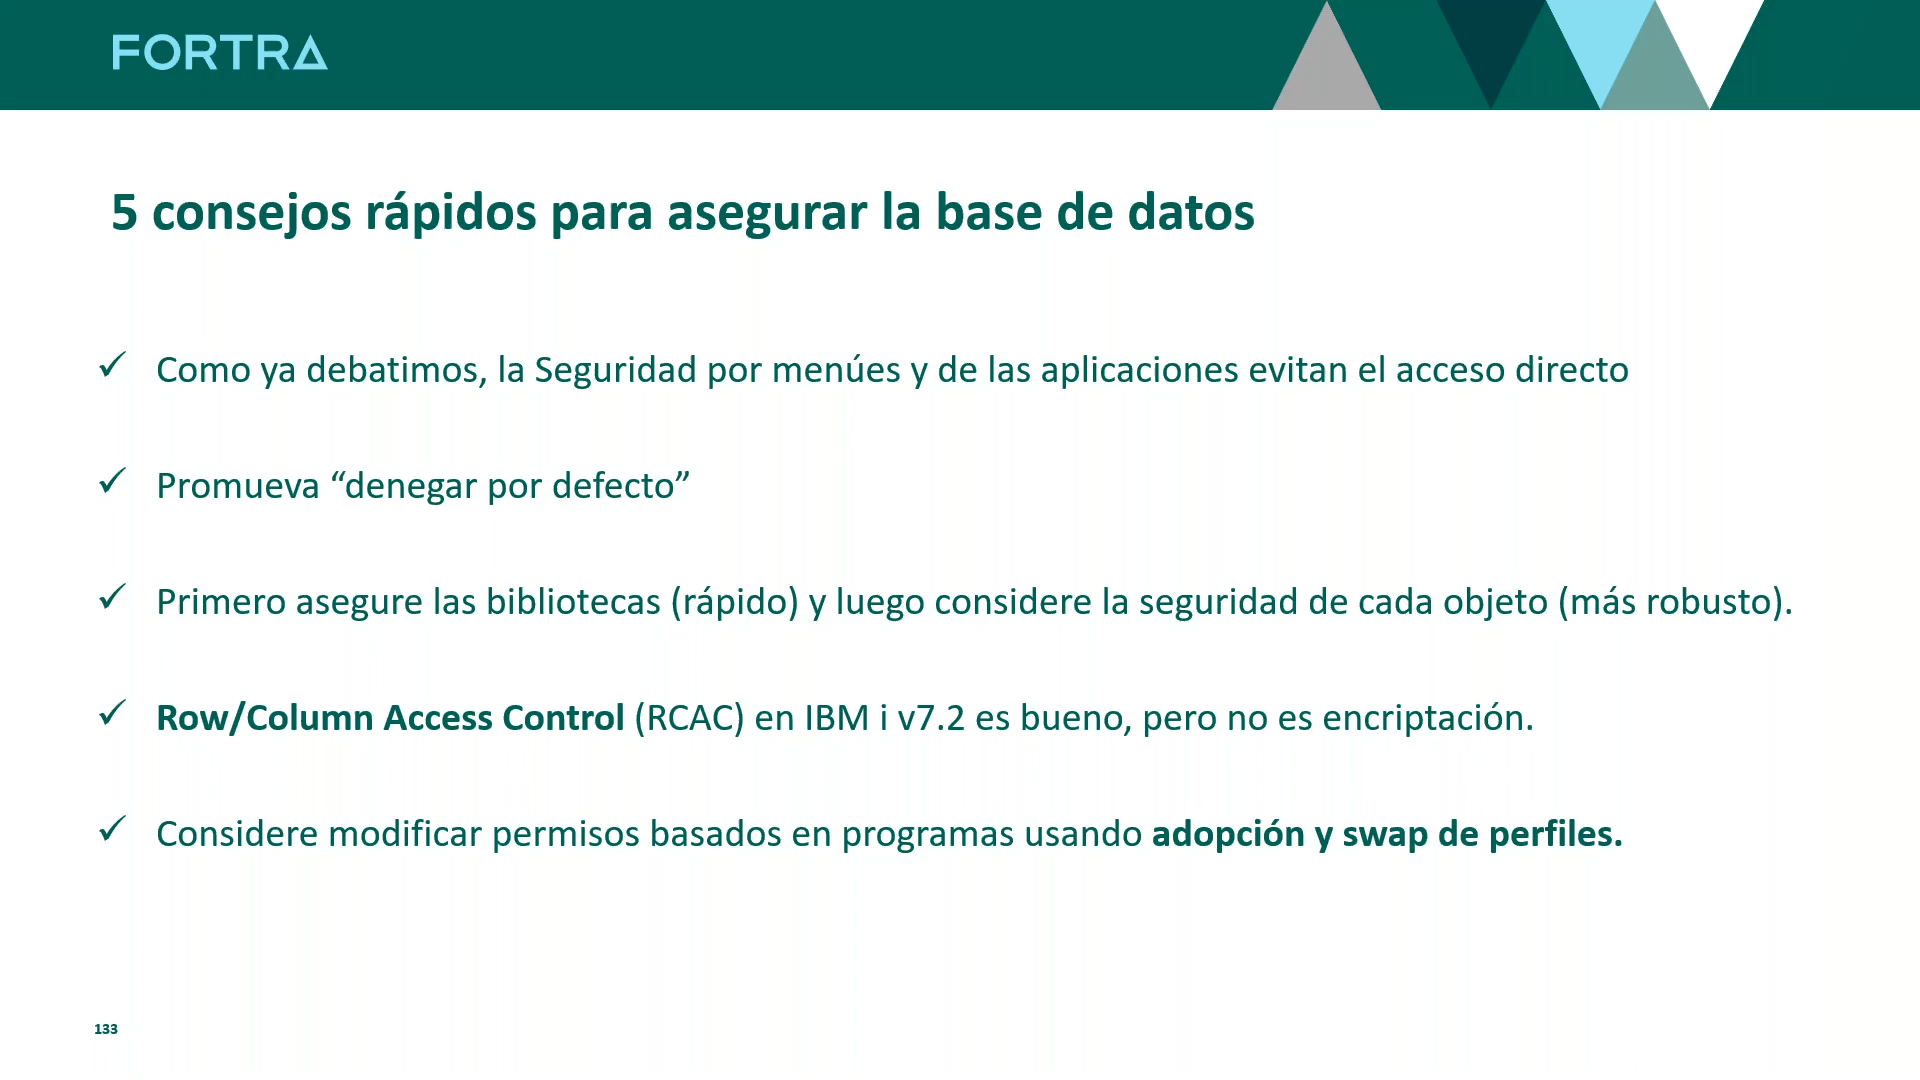 FORTRA
5 consejos rápidos para asegurar la base de datos
✓ Como ya debatimos, la Seguridad por menúes y de las aplicaciones evitan el acceso directo
✓ Promueva “denegar por defecto”
✓ Primero asegure las bibliotecas (rápido) y luego considere la seguridad de cada objeto (más robusto).
✓ Row/Column Access Control (RCAC) en IBM i v7.2 es bueno, pero no es encriptación.
✓ Considere modificar permisos basados en programas usando adopción y swap de perfiles.
133